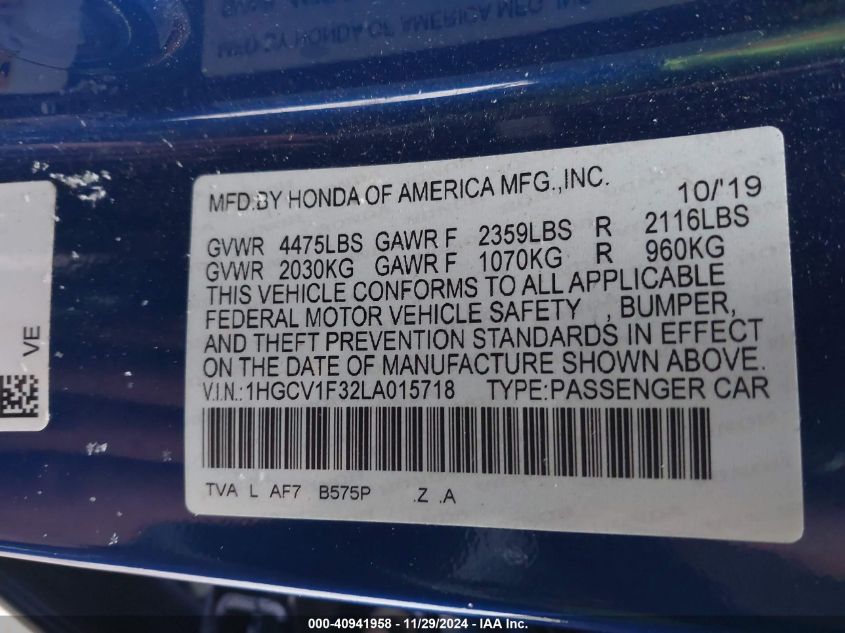 MFD.BY HONDA OF AMERICA MFG.,INC. 10/'19
GVWR 4475LBS GAWR F 2359LBS R 2116LBS
GVWR 2030KG GAWR F 1070KG R 960KG
THIS VEHICLE CONFORMS TO ALL APPLICABLE
FEDERAL MOTOR VEHICLE SAFETY , BUMPER,
AND THEFT PREVENTION STANDARDS IN EFFECT
ON THE DATE OF MANUFACTURE SHOWN ABOVE.
V.I.N.:1HGCV1F32LA015718 TYPE:PASSENGER CAR
TVA L AF7 B575P .Z .A
VE
000-40941958 - 11/29/2024 - IAA Inc.